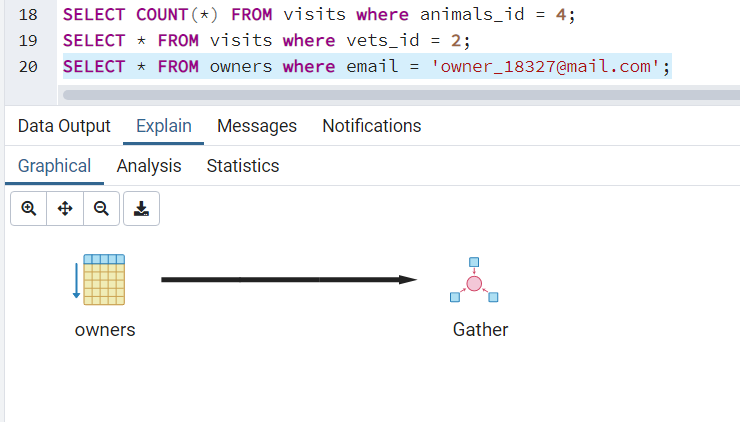 18 SELECT COUNT(*) FROM visits where animals_id = 4;
19 SELECT * FROM visits where vets_id = 2;
20 SELECT * FROM owners where email = 'owner_18327@mail.com';
Data Output Explain Messages Notifications
Graphical Analysis Statistics
owners Gather